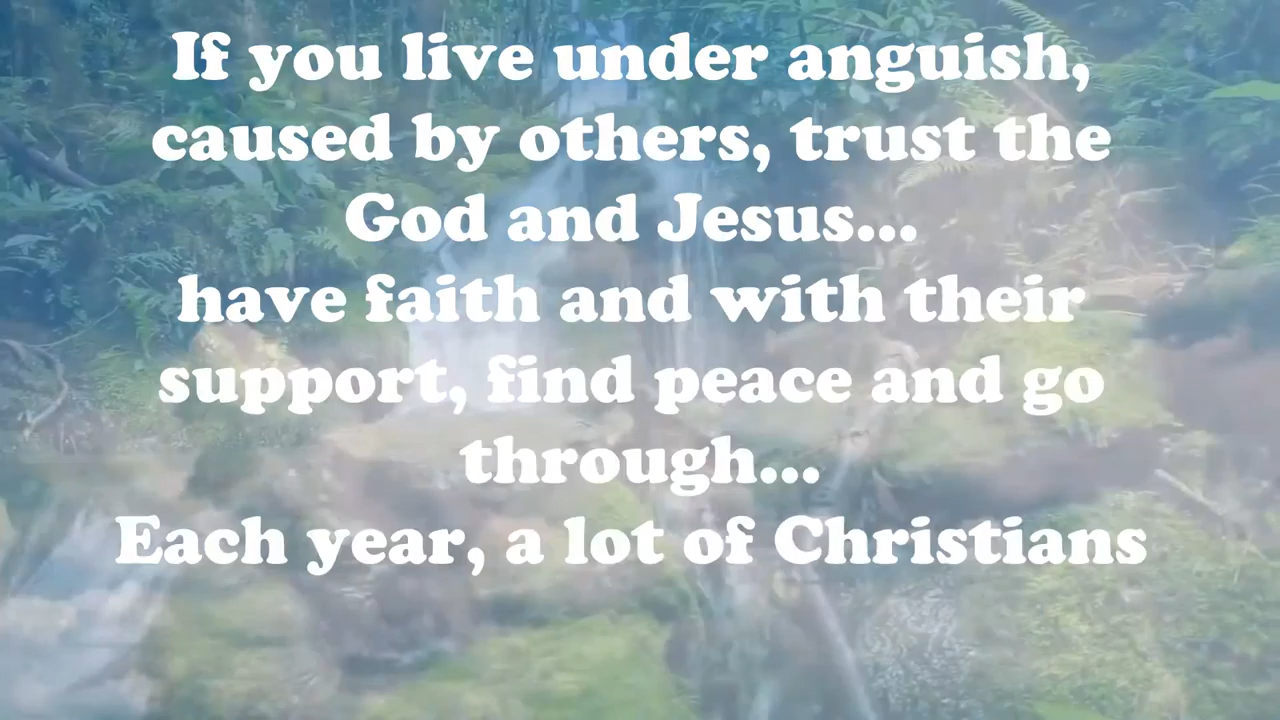 If you live under anguish,
caused by others, trust the
God and Jesus...
have faith and with their
support, find peace and go
through...
Each year, a lot of Christians